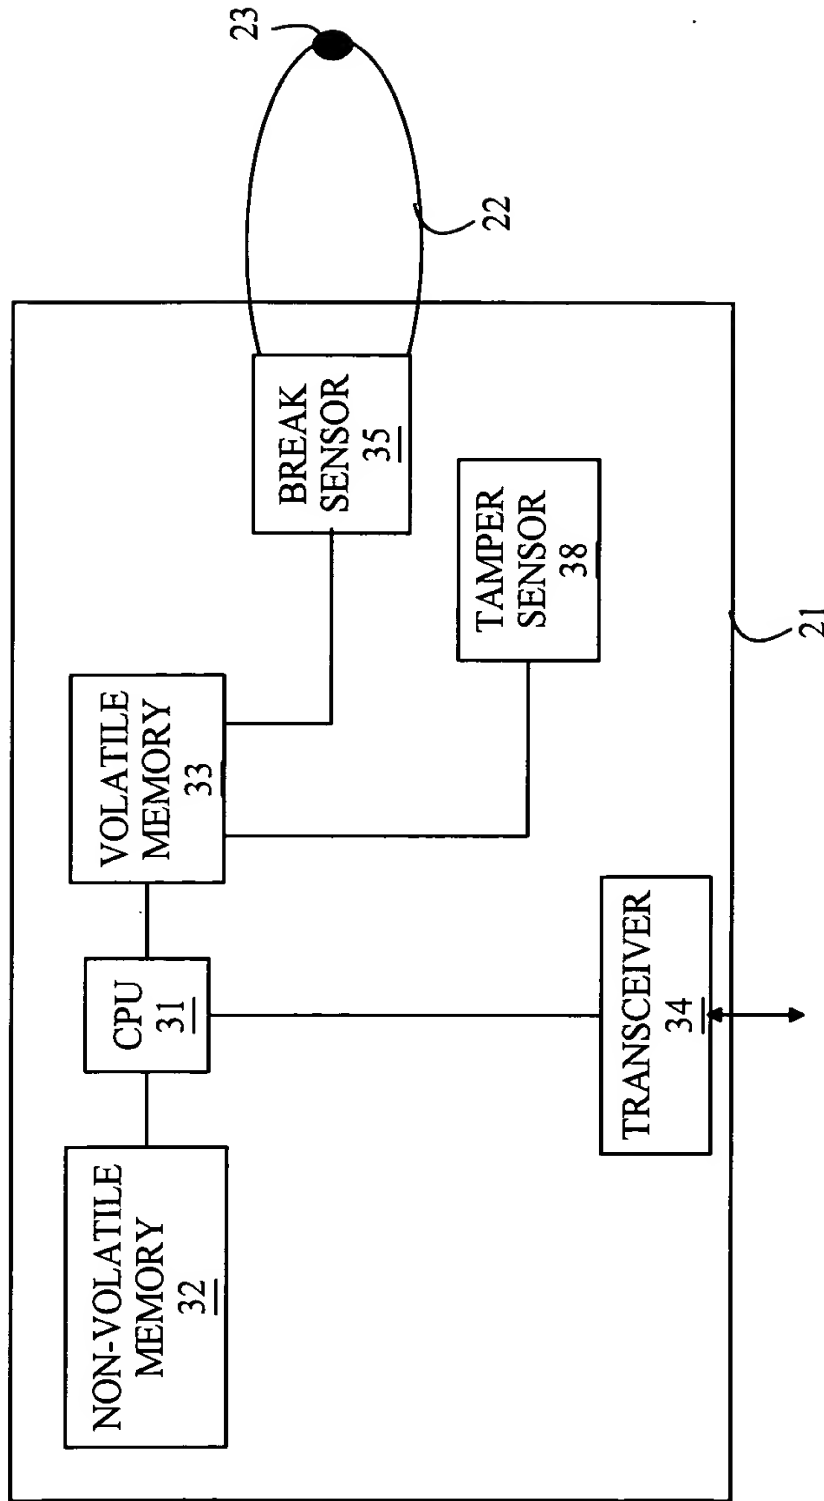 NON-VOLATILE
MEMORY
32
CPU
31
VOLATILE
MEMORY
33
TRANSCEIVER
34
TAMPER
SENSOR
38
BREAK
SENSOR
35
21
22
23